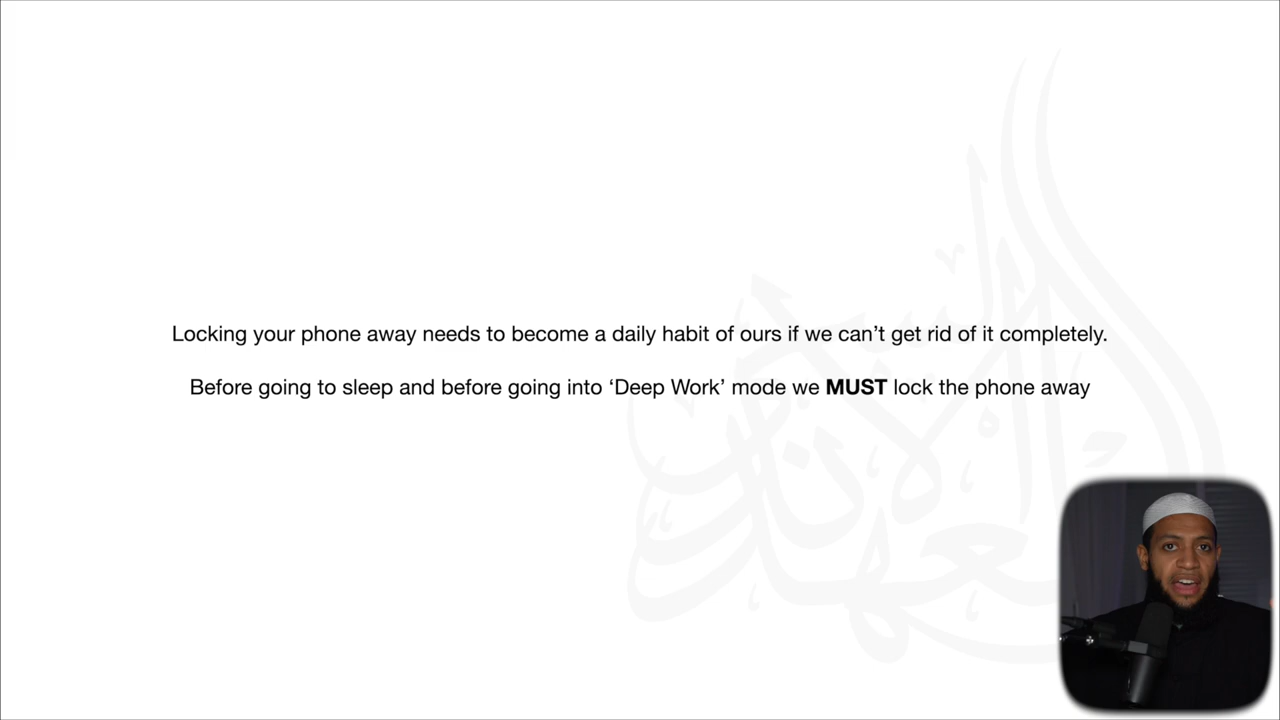 Locking your phone away needs to become a daily habit of ours if we can’t get rid of it completely.
Before going to sleep and before going into ‘Deep Work’ mode we MUST lock the phone away